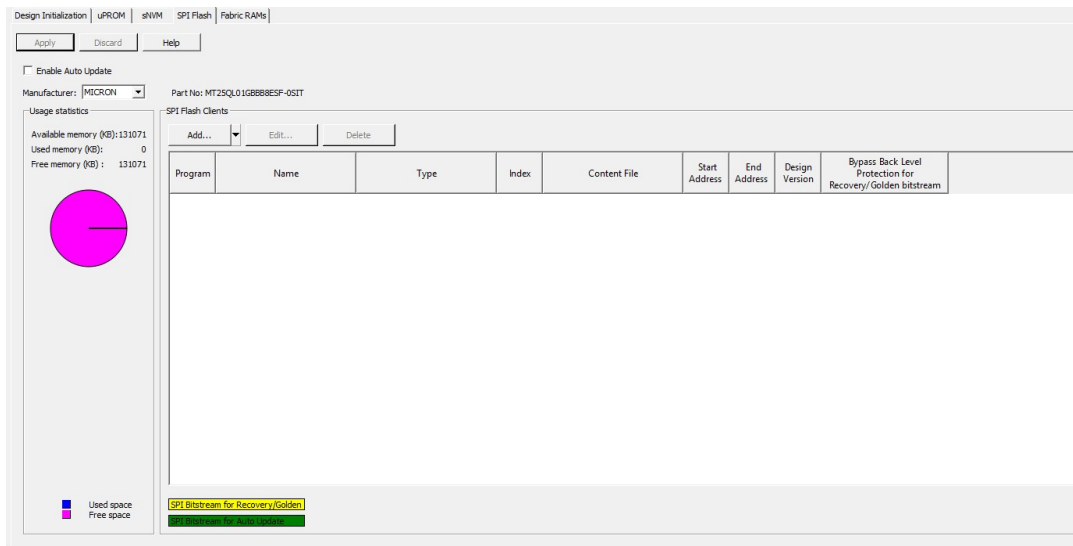 Design Initialization uPROM sNVM SPI Flash Fabric RAMs
Apply Discard Help
Enable Auto Update
Manufacturer: MICRON Part No: MT25QL01GBBB8ESF-0SIT
Usage statistics
Available memory (KB): 131071
Used memory (KB): 0
Free memory (KB) : 131071
Used space
Free space
SPI Flash Clients
Add... Edit... Delete
Program Name Type Index Content File Start Address End Address Design Version Bypass Back Level Protection for Recovery/Golden bitstream
SPI Bitstream for Recovery/Golden
SPI Bitstream for Auto Update